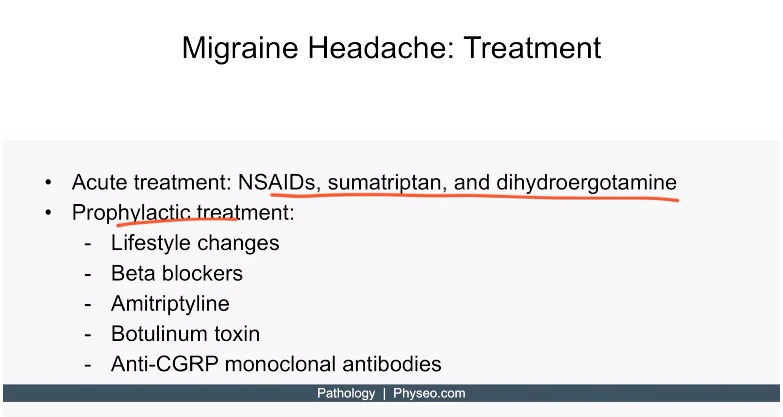 Migraine Headache: Treatment
• Acute treatment: NSAIDs, sumatriptan, and dihydroergotamine
• Prophylactic treatment:
- Lifestyle changes
- Beta blockers
- Amitriptyline
- Botulinum toxin
- Anti-CGRP monoclonal antibodies
Pathology | Physeo.com